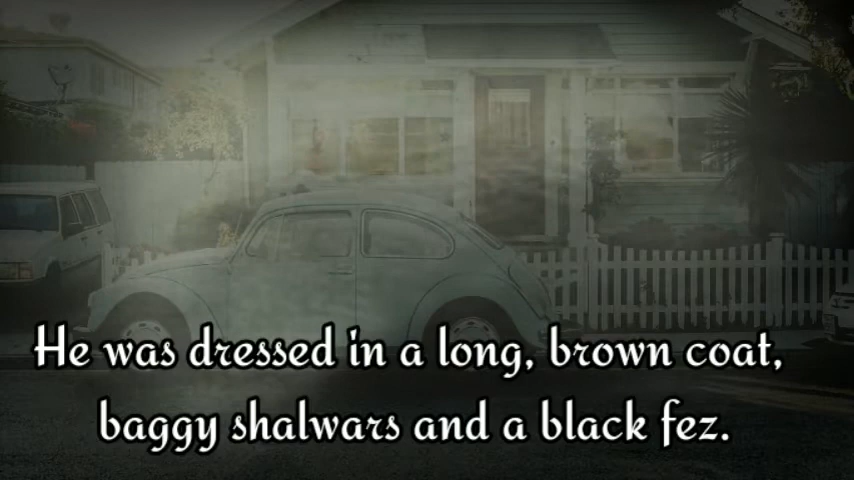 He was dressed in a long, brown coat,
baggy shalwars and a black fez.